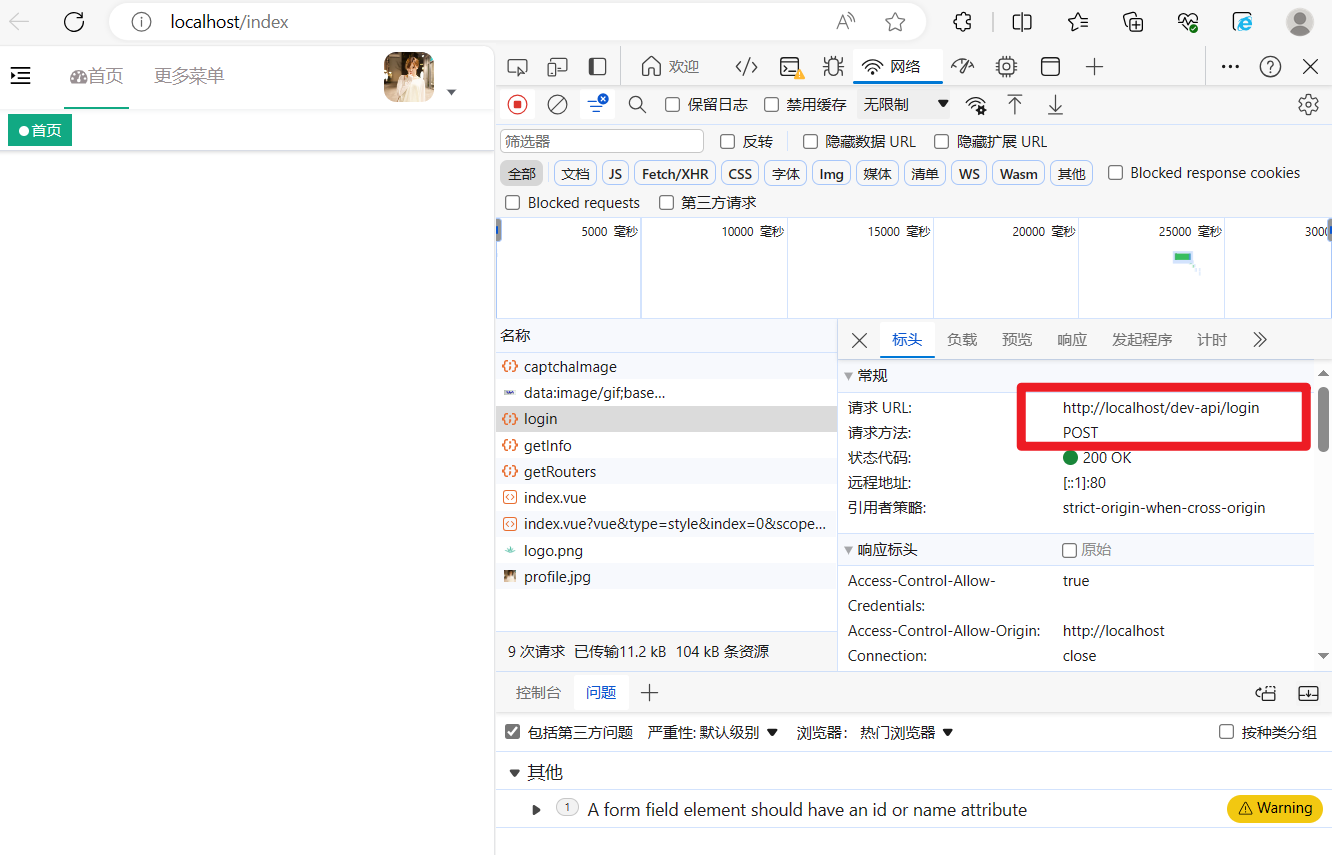 localhost/index
首页 更多菜单
首页
欢迎 网络
保留日志 禁用缓存 无限制
筛选器 反转 隐藏数据 URL 隐藏扩展 URL
全部 文档 JS Fetch/XHR CSS 字体 Img 媒体 清单 WS Wasm 其他 Blocked response cookies
Blocked requests 第三方请求
5000 毫秒 10000 毫秒 15000 毫秒 20000 毫秒 25000 毫秒 3000
名称
captchaImage
data:image/gif;base...
login
getInfo
getRouters
index.vue
index.vue?vue&type=style&index=0&scope...
logo.png
profile.jpg
9 次请求 已传输11.2 kB 104 kB 条资源
标头 负载 预览 响应 发起程序 计时
常规
请求 URL: http://localhost/dev-api/login
请求方法: POST
状态代码: 200 OK
远程地址: [::1]:80
引用者策略: strict-origin-when-cross-origin
响应标头 原始
Access-Control-Allow- true
Credentials:
Access-Control-Allow-Origin: http://localhost
Connection: close
控制台 问题
包括第三方问题 严重性: 默认级别 浏览器: 热门浏览器 按种类分组
其他
1 A form field element should have an id or name attribute Warning